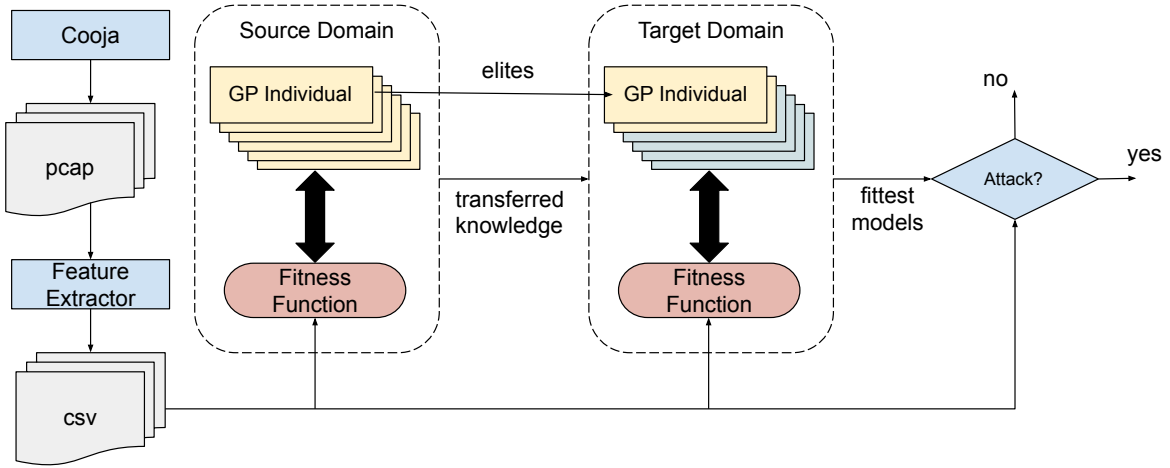 Cooja
pcap
Feature
Extractor
csv
Source Domain
GP Individual
Fitness
Function
elites
transferred
knowledge
Target Domain
GP Individual
Fitness
Function
fittest
models
Attack?
no
yes